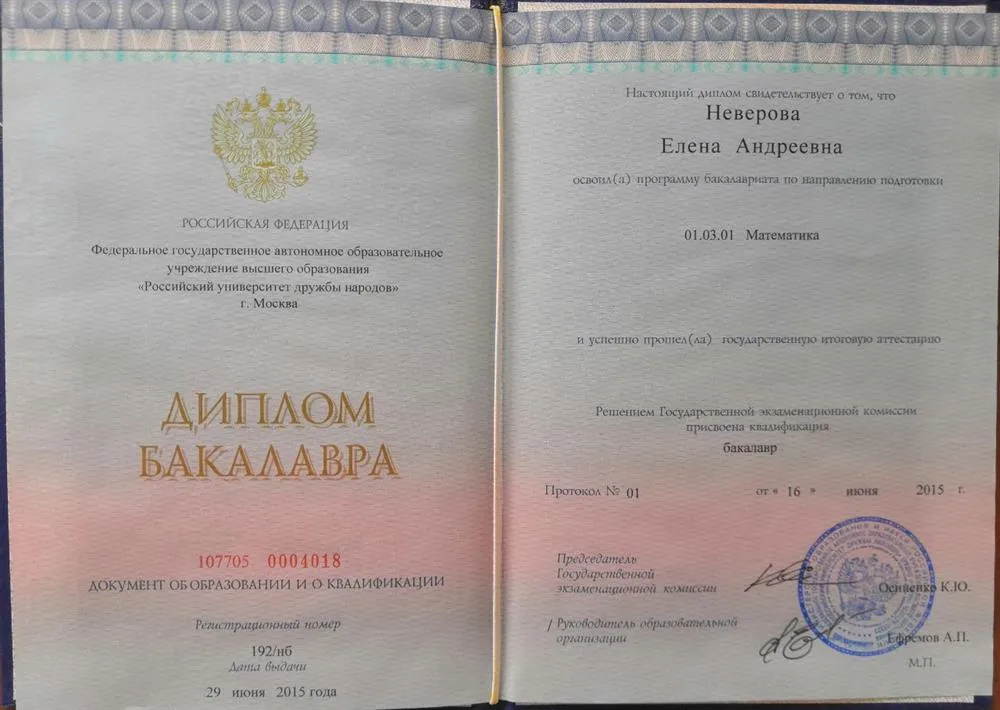 РОССИЙСКАЯ ФЕДЕРАЦИЯ
Федеральное государственное автономное образовательное
учреждение высшего образования
«Российский университет дружбы народов»
г. Москва
ДИПЛОМ
БАКАЛАВРА
107705 0004018
ДОКУМЕНТ ОБ ОБРАЗОВАНИИ И О КВАЛИФИКАЦИИ
Регистрационный номер
192/нб
Дата выдачи
29 июня 2015 года
Настоящий диплом свидетельствует о том, что
Неверова
Елена Андреевна
освоил(а) программу бакалавриата по направлению подготовки
01.03.01 Математика
и успешно прошел(ла) государственную итоговую аттестацию
Решением Государственной экзаменационной комиссии
присвоена квалификация
бакалавр
Протокол № 01 от « 16 » июня 2015 г.
Председатель
Государственной
экзаменационной комиссии
Осипенко К.Ю.
/ Руководитель образовательной
организации
Ефремов А.П.
М.П.